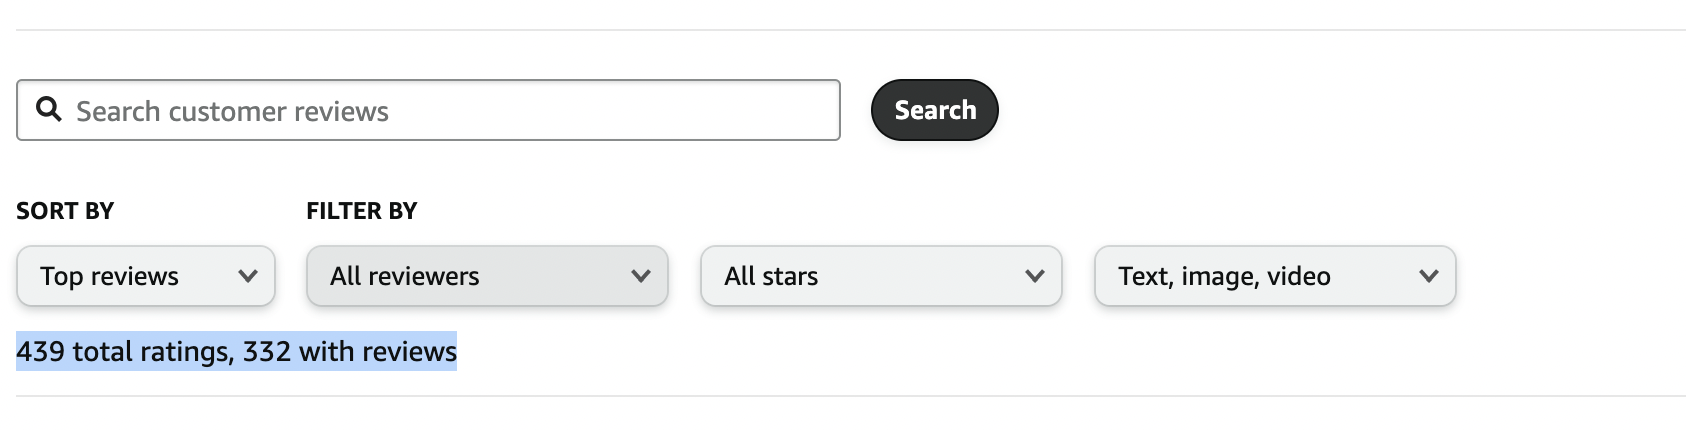 Search customer reviews
Search
SORT BY
FILTER BY
Top reviews
All reviewers
All stars
Text, image, video
439 total ratings, 332 with reviews